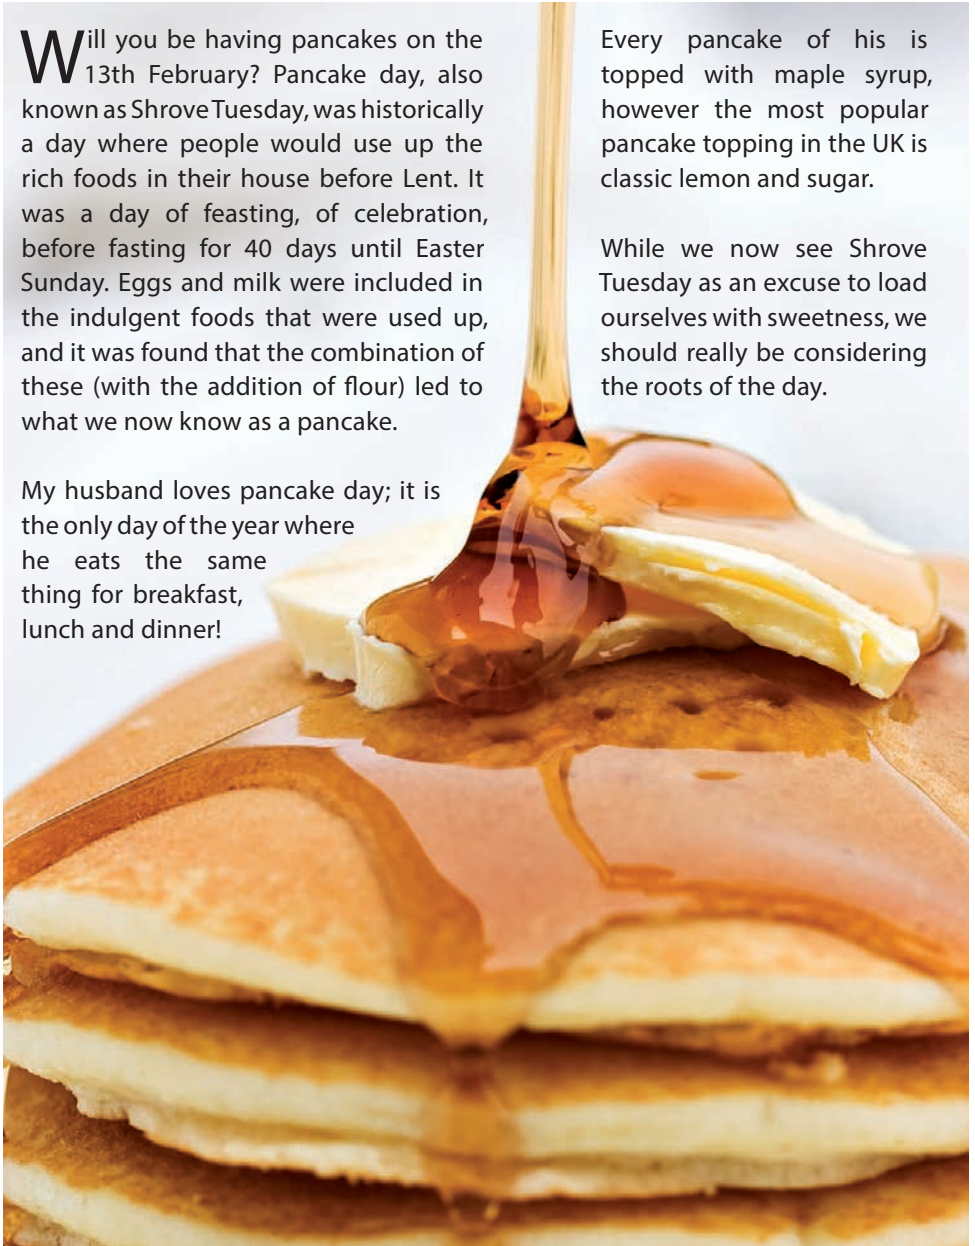 Will you be having pancakes on the
13th February? Pancake day, also
known as Shrove Tuesday, was historically
a day where people would use up the
rich foods in their house before Lent. It
was a day of feasting, of celebration,
before fasting for 40 days until Easter
Sunday. Eggs and milk were included in
the indulgent foods that were used up,
and it was found that the combination of
these (with the addition of flour) led to
what we now know as a pancake.
My husband loves pancake day; it is
the only day of the year where
he eats the same
thing for breakfast,
lunch and dinner!
Every pancake of his is
topped with maple syrup,
however the most popular
pancake topping in the UK is
classic lemon and sugar.
While we now see Shrove
Tuesday as an excuse to load
ourselves with sweetness, we
should really be considering
the roots of the day.